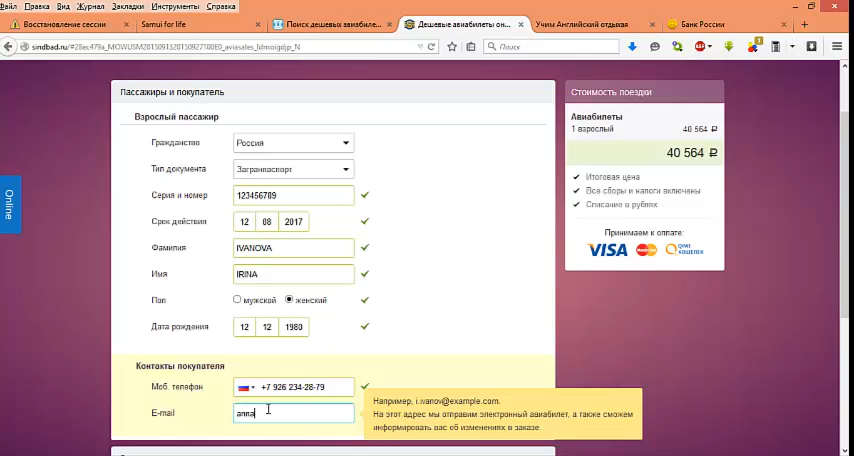 Файл Правка Вид Журнал Закладки Инструменты Справка
Восстановление сессии
Samui for life
Поиск дешевых авиабиле...
Дешевые авиабилеты он...
Учим Английский отдыхая
Банк России
Поиск
Пассажиры и покупатель
Взрослый пассажир
Гражданство Россия
Тип документа Загранпаспорт
Серия и номер 123456789
Срок действия 12 08 2017
Фамилия IVANOVA
Имя IRINA
Пол мужской женский
Дата рождения 12 12 1980
Контакты покупателя
Моб. телефон +7 926 234-28-79
E-mail anna
Например, i.ivanov@example.com.
На этот адрес мы отправим электронный авиабилет, а также сможем
информировать вас об изменениях в заказе.
Стоимость поездки
Авиабилеты
1 взрослый 40 564 ₽
40 564 ₽
Итоговая цена
Все сборы и налоги включены
Списание в рублях
Принимаем к оплате:
VISA MasterCard QIWI КОШЕЛЕК
Online